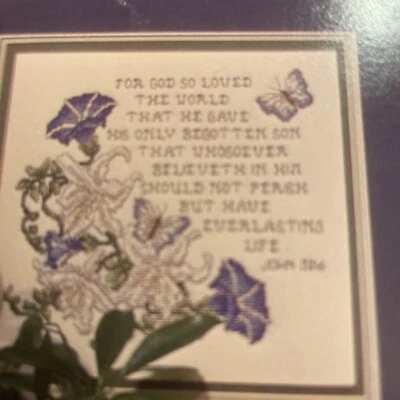 FOR GOD SO LOVED
THE WORLD
THAT HE GAVE
HIS ONLY BEGOTTEN SON
THAT WHOSOEVER
BELIEVETH IN HIM
SHOULD NOT PERISH
BUT HAVE
EVERLASTING
LIFE
JOHN 3:16